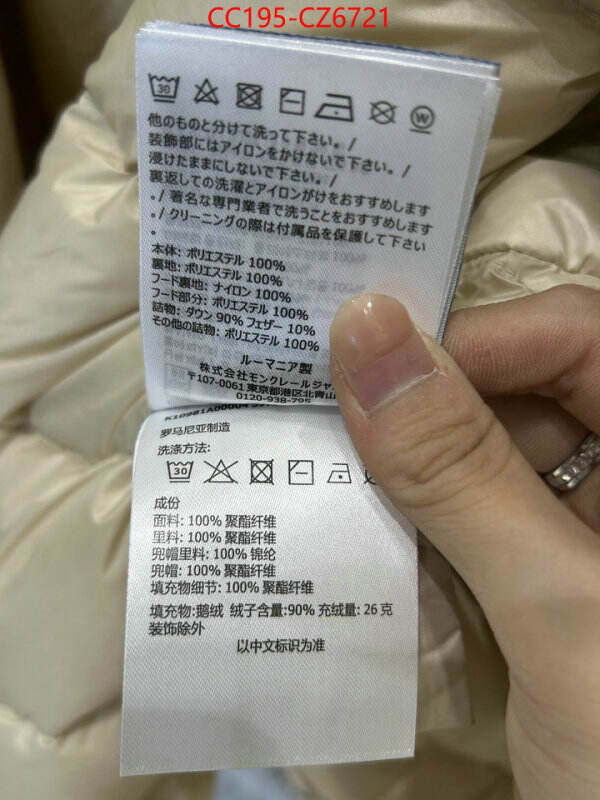 CC195-CZ6721
30
W
他のものと分けて洗って下さい。/
装飾部にはアイロンをかけないで下さい。/
浸けたままにしないで下さい。/
裏返しての洗濯とアイロンがけをおすすめします
。/ 著名な専門業者で洗うことをおすすめします
。/ クリーニングの際は付属品を保護して下さい
。
本体: ポリエステル 100%
裏地: ポリエステル 100%
フード裏地: ナイロン 100%
フード部分: ポリエステル 100%
詰物: ダウン 90% フェザー 10%
その他の詰物: ポリエステル 100%
ルーマニア製
株式会社モンクレールジャ
〒107-0061 東京都港区北青山
0120-938-795
罗马尼亚制造
洗涤方法:
30
成份
面料: 100% 聚酯纤维
里料: 100% 聚酯纤维
兜帽里料: 100% 锦纶
兜帽: 100% 聚酯纤维
填充物细节: 100% 聚酯纤维
填充物: 鹅绒 绒子含量:90% 充绒量: 26 克
装饰除外
以中文标识为准